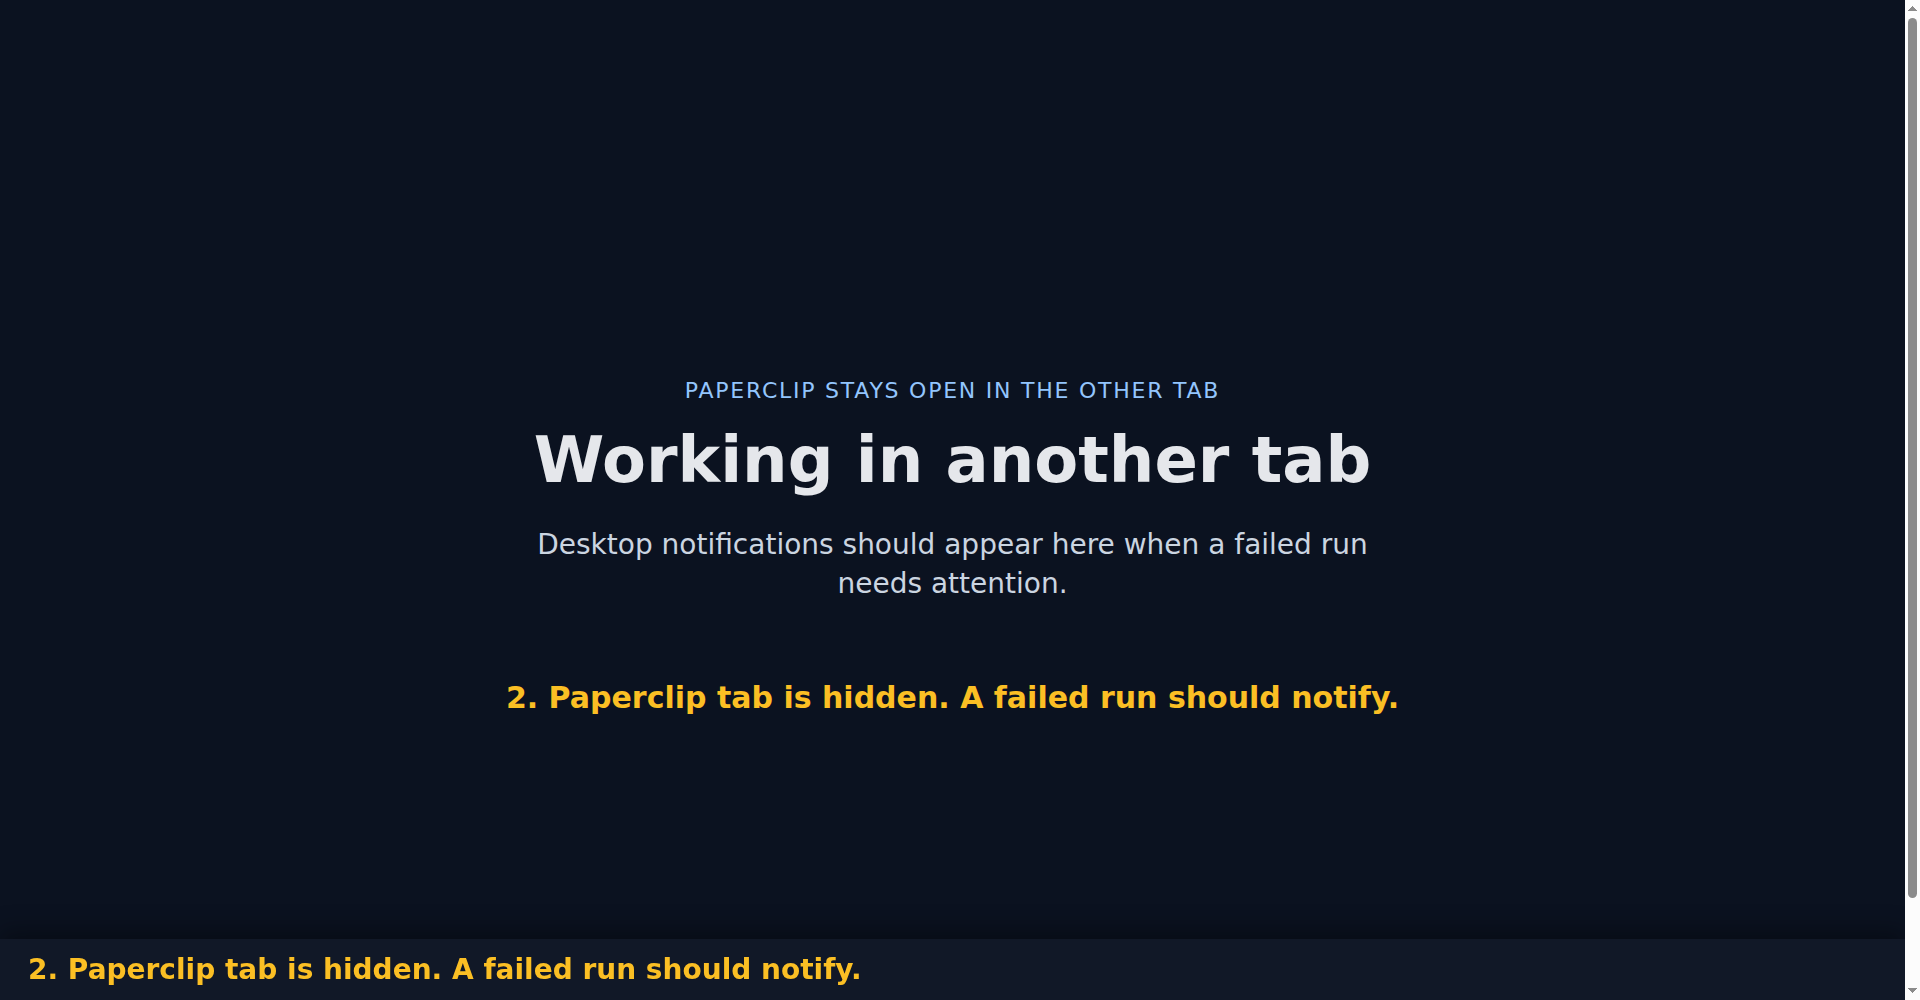 PAPERCLIP STAYS OPEN IN THE OTHER TAB
Working in another tab
Desktop notifications should appear here when a failed run
needs attention.
2. Paperclip tab is hidden. A failed run should notify.
2. Paperclip tab is hidden. A failed run should notify.